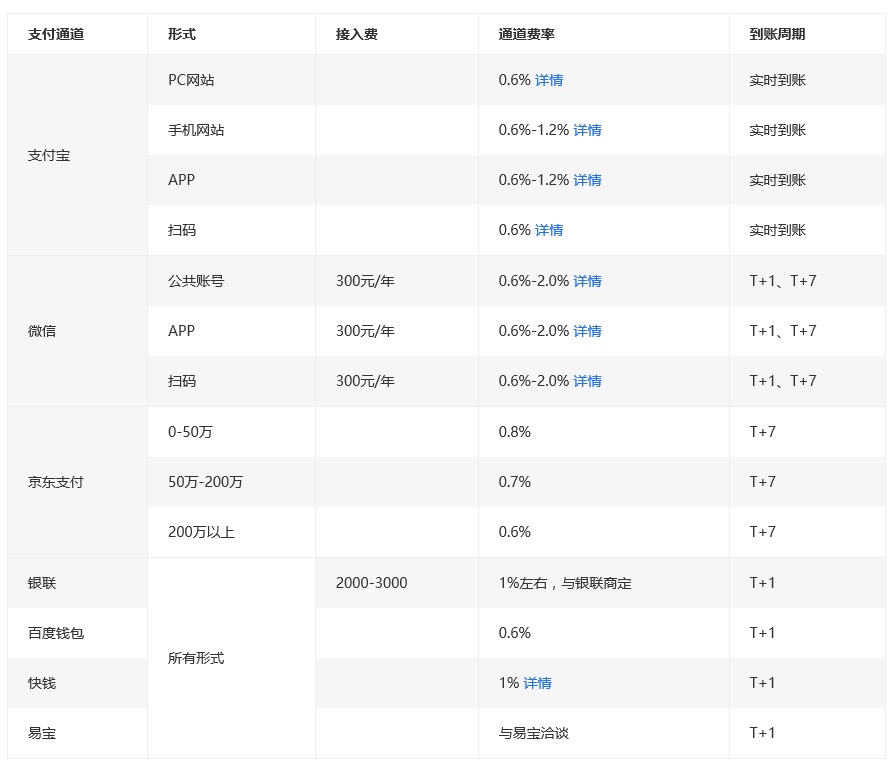 支付通道 形式 接入费 通道费率 到账周期
PC网站 0.6% 详情 实时到账
手机网站 0.6%-1.2% 详情 实时到账
支付宝
APP 0.6%-1.2% 详情 实时到账
扫码 0.6% 详情 实时到账
公共账号 300元/年 0.6%-2.0% 详情 T+1、T+7
微信 APP 300元/年 0.6%-2.0% 详情 T+1、T+7
扫码 300元/年 0.6%-2.0% 详情 T+1、T+7
0-50万 0.8% T+7
京东支付 50万-200万 0.7% T+7
200万以上 0.6% T+7
银联 2000-3000 1%左右，与银联商定 T+1
百度钱包 0.6% T+1
所有形式
快钱 1% 详情 T+1
易宝 与易宝洽谈 T+1